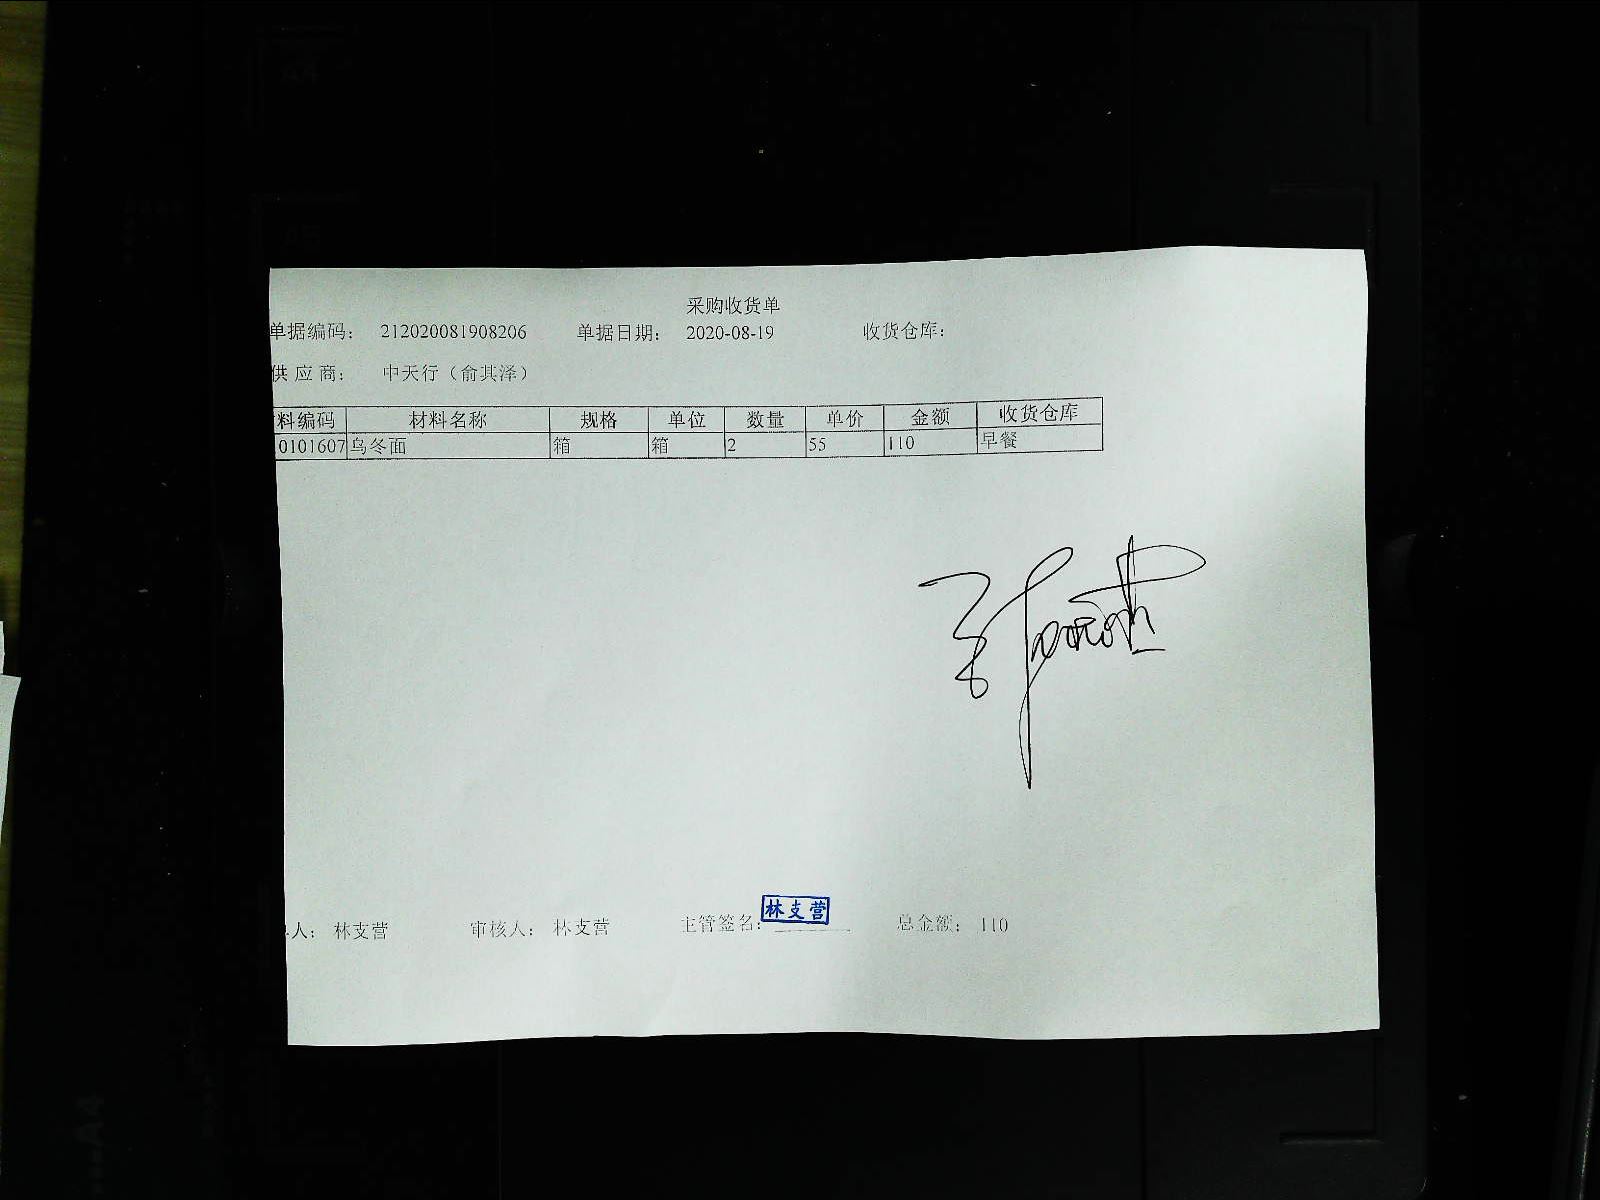 采购收货单
单据编码： 212020081908206 单据日期： 2020-08-19 收货仓库：
供应商： 中天行（俞其泽）
料编码 材料名称 规格 单位 数量 单价 金额 收货仓库
0101607 乌冬面 箱 箱 2 55 110 早餐
人： 林支营 审核人： 林支营 主管签名： 林支营 总金额： 110